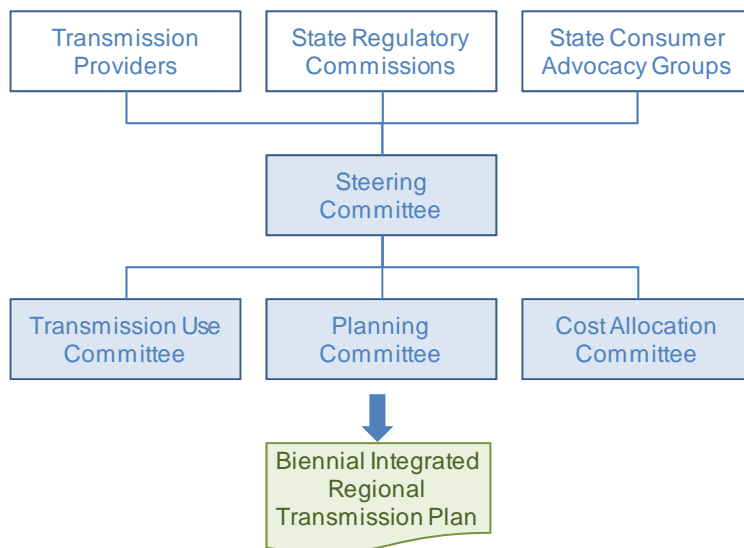 Transmission
Providers
State Regulatory
Commissions
State Consumer
Advocacy Groups
Steering
Committee
Transmission Use
Committee
Planning
Committee
Cost Allocation
Committee
Biennial Integrated
Regional
Transmission Plan